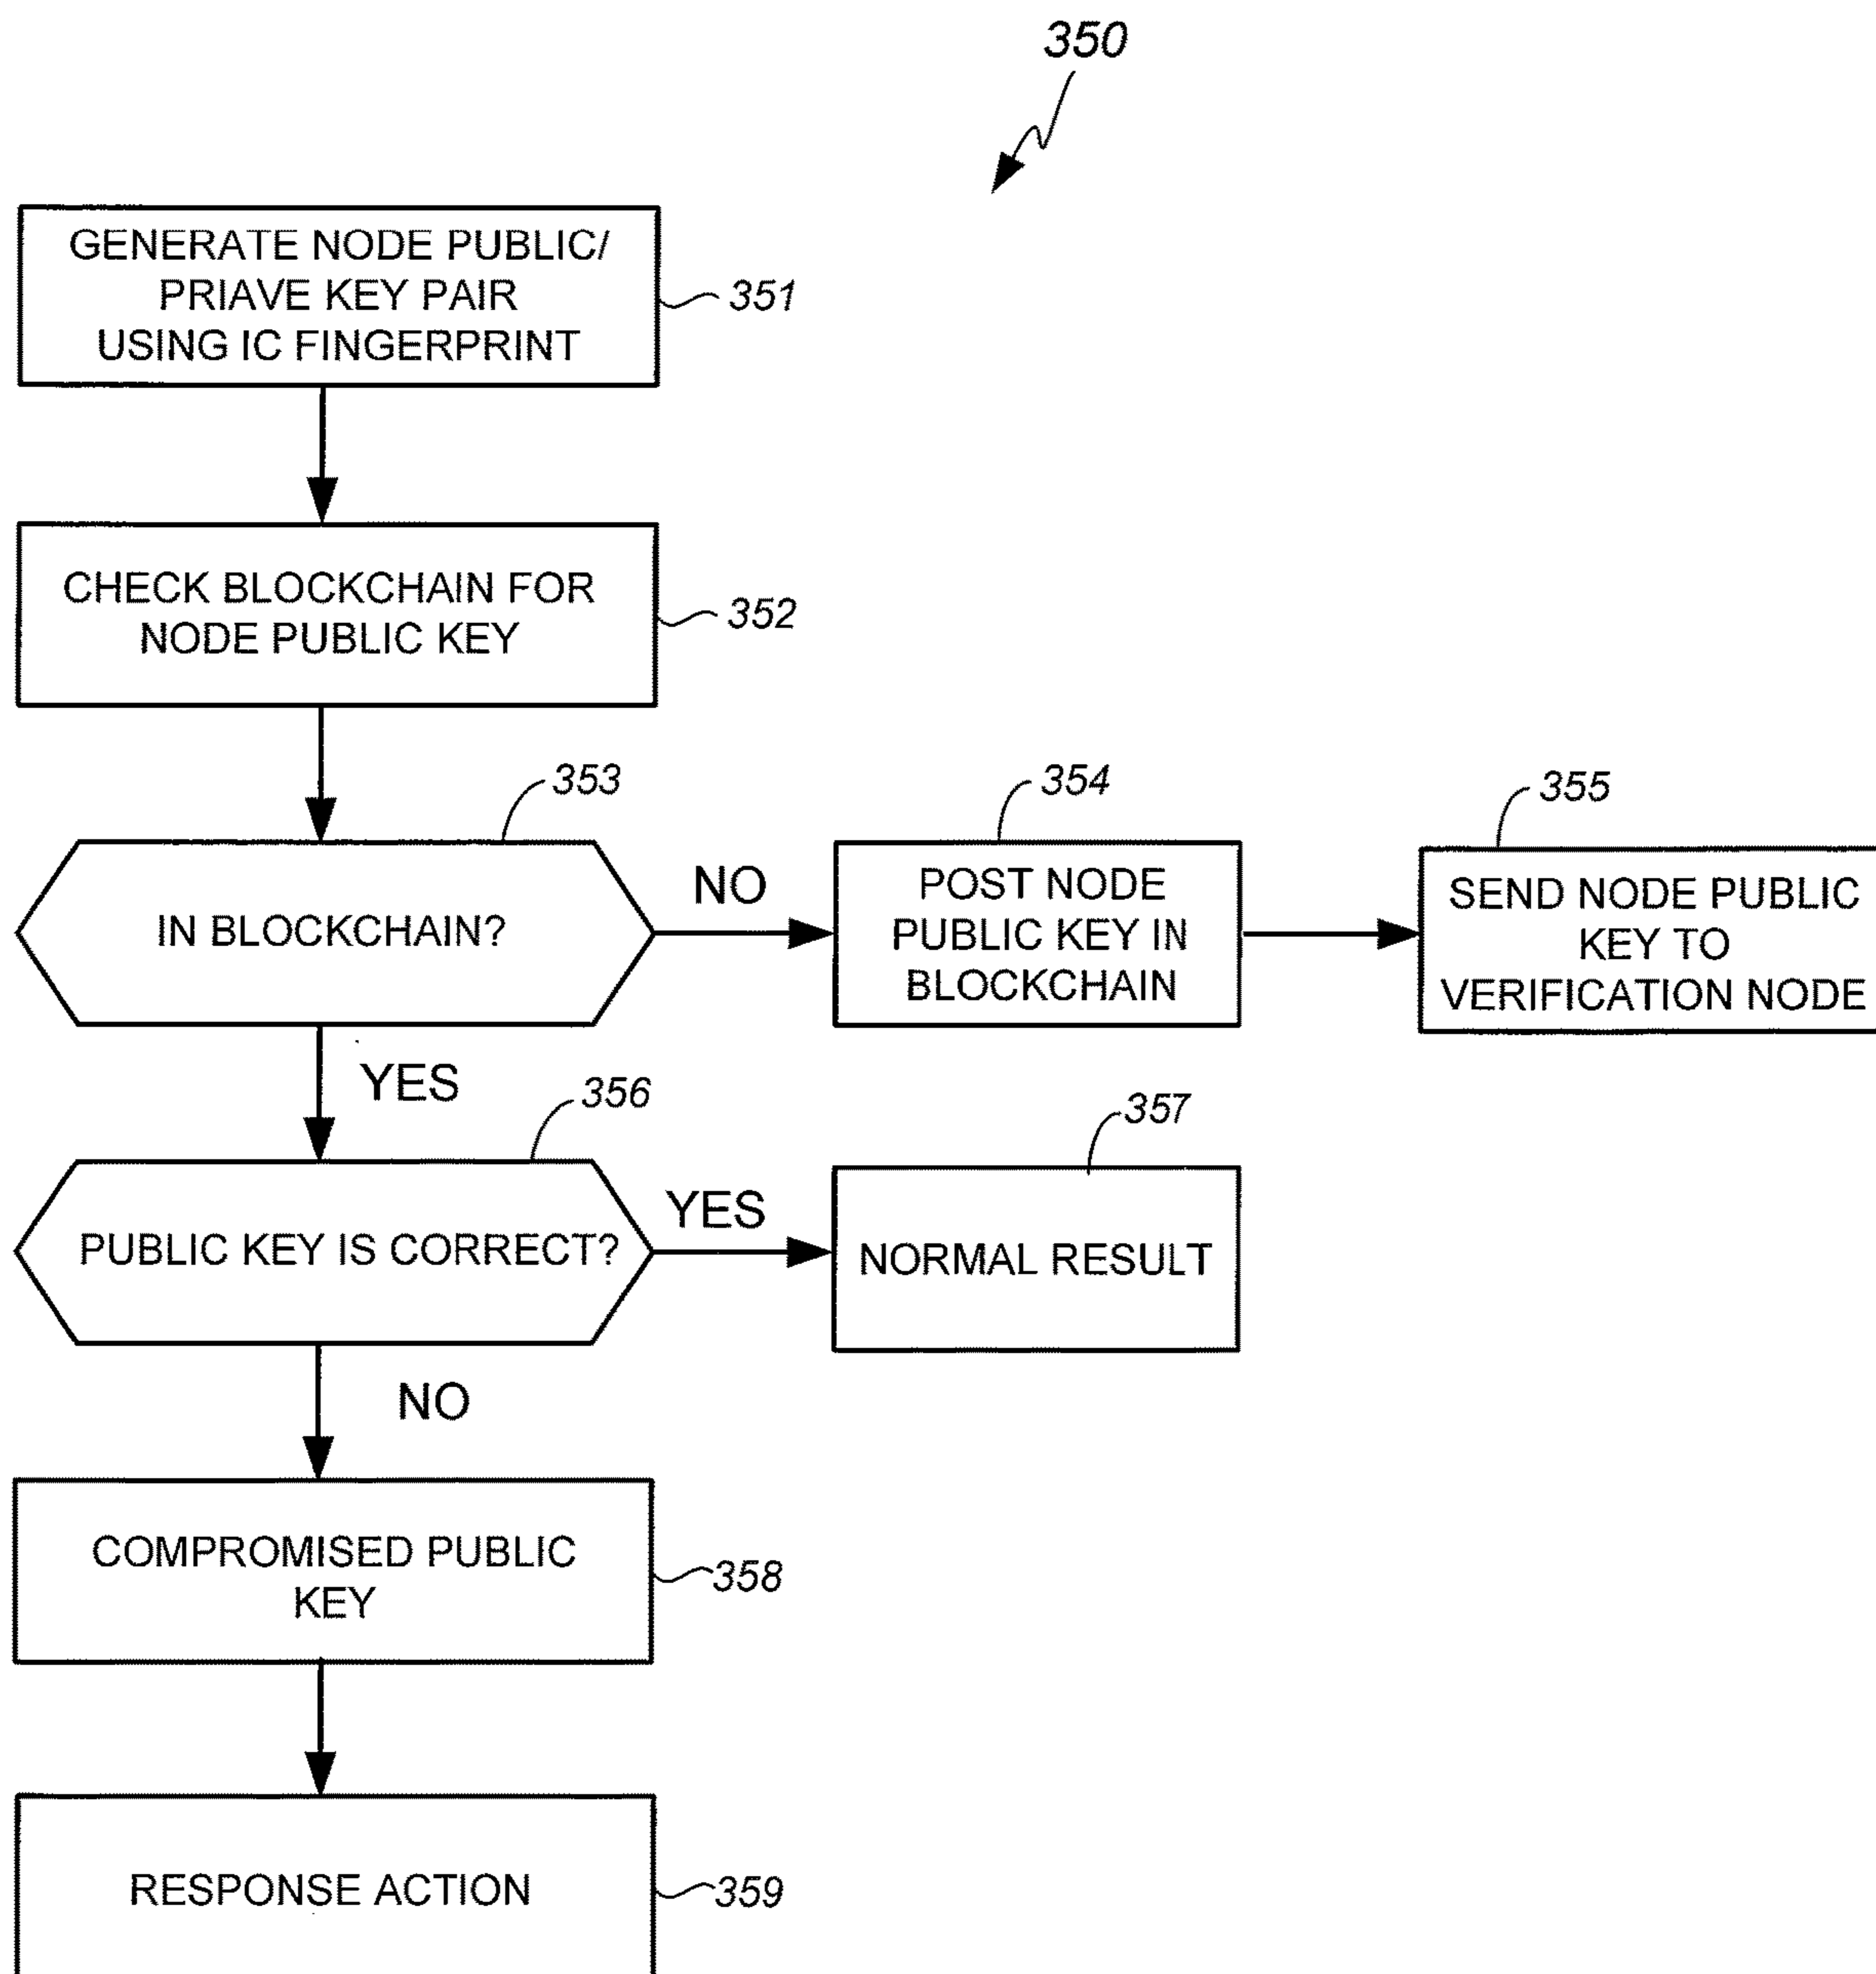 350
GENERATE NODE PUBLIC/
PRIAVE KEY PAIR
USING IC FINGERPRINT
351
CHECK BLOCKCHAIN FOR
NODE PUBLIC KEY
352
353
IN BLOCKCHAIN?
NO
354
POST NODE
PUBLIC KEY IN
BLOCKCHAIN
355
SEND NODE PUBLIC
KEY TO
VERIFICATION NODE
YES
356
PUBLIC KEY IS CORRECT?
YES
357
NORMAL RESULT
NO
COMPROMISED PUBLIC
KEY
358
RESPONSE ACTION
359